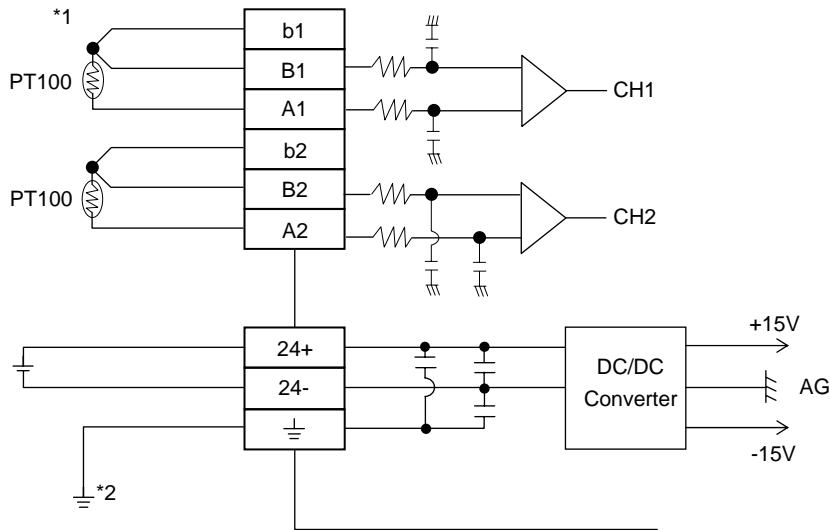 *1
b1
B1
PT100
A1
CH1
b2
B2
PT100
A2
CH2
24+
24-
DC/DC
Converter
+15V
AG
-15V
*2